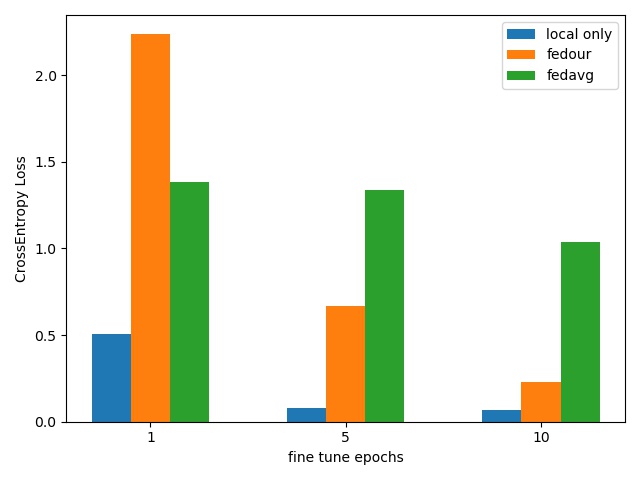 local only
fedour
fedavg
CrossEntropy Loss
2.0
1.5
1.0
0.5
0.0
1 5 10
fine tune epochs